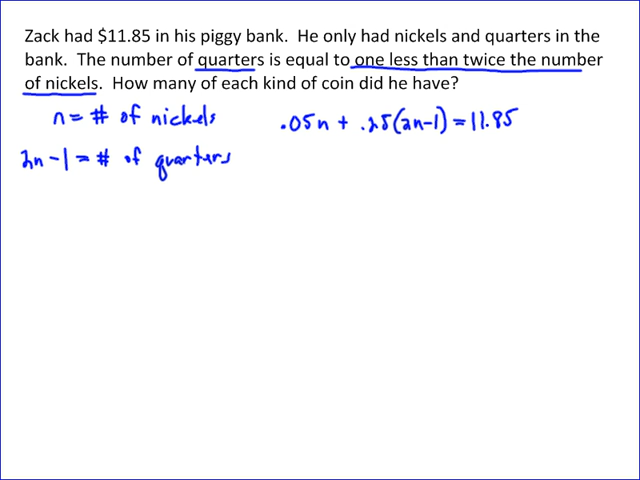 Zack had $11.85 in his piggy bank.  He only had nickels and quarters in the
bank.  The number of quarters is equal to one less than twice the number
of nickels.  How many of each kind of coin did he have?
n = # of nickels
.05n + .25(2n-1) = 11.85
2n - 1 = # of quarters